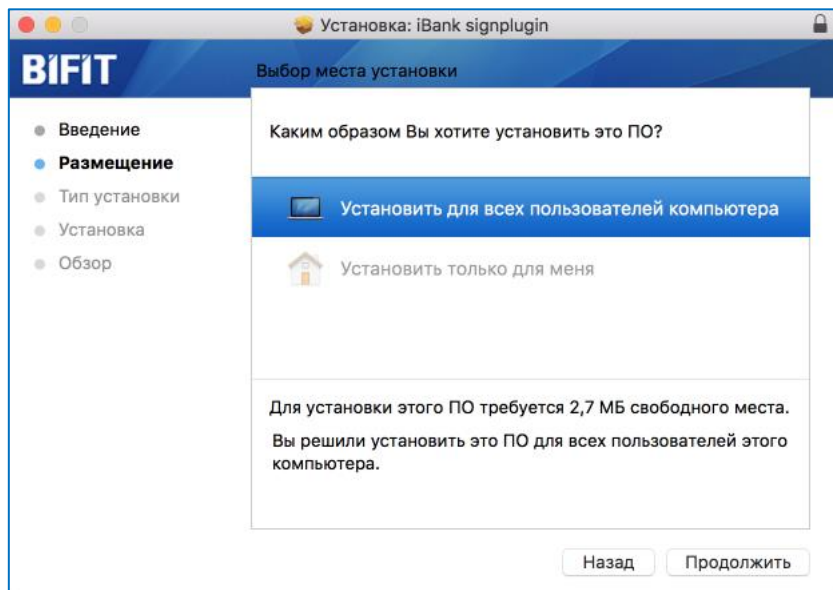 Установка: iBank signplugin
BIFIT
Выбор места установки
Введение
Размещение
Тип установки
Установка
Обзор
Каким образом Вы хотите установить это ПО?
Установить для всех пользователей компьютера
Установить только для меня
Для установки этого ПО требуется 2,7 МБ свободного места.
Вы решили установить это ПО для всех пользователей этого
компьютера.
Назад
Продолжить